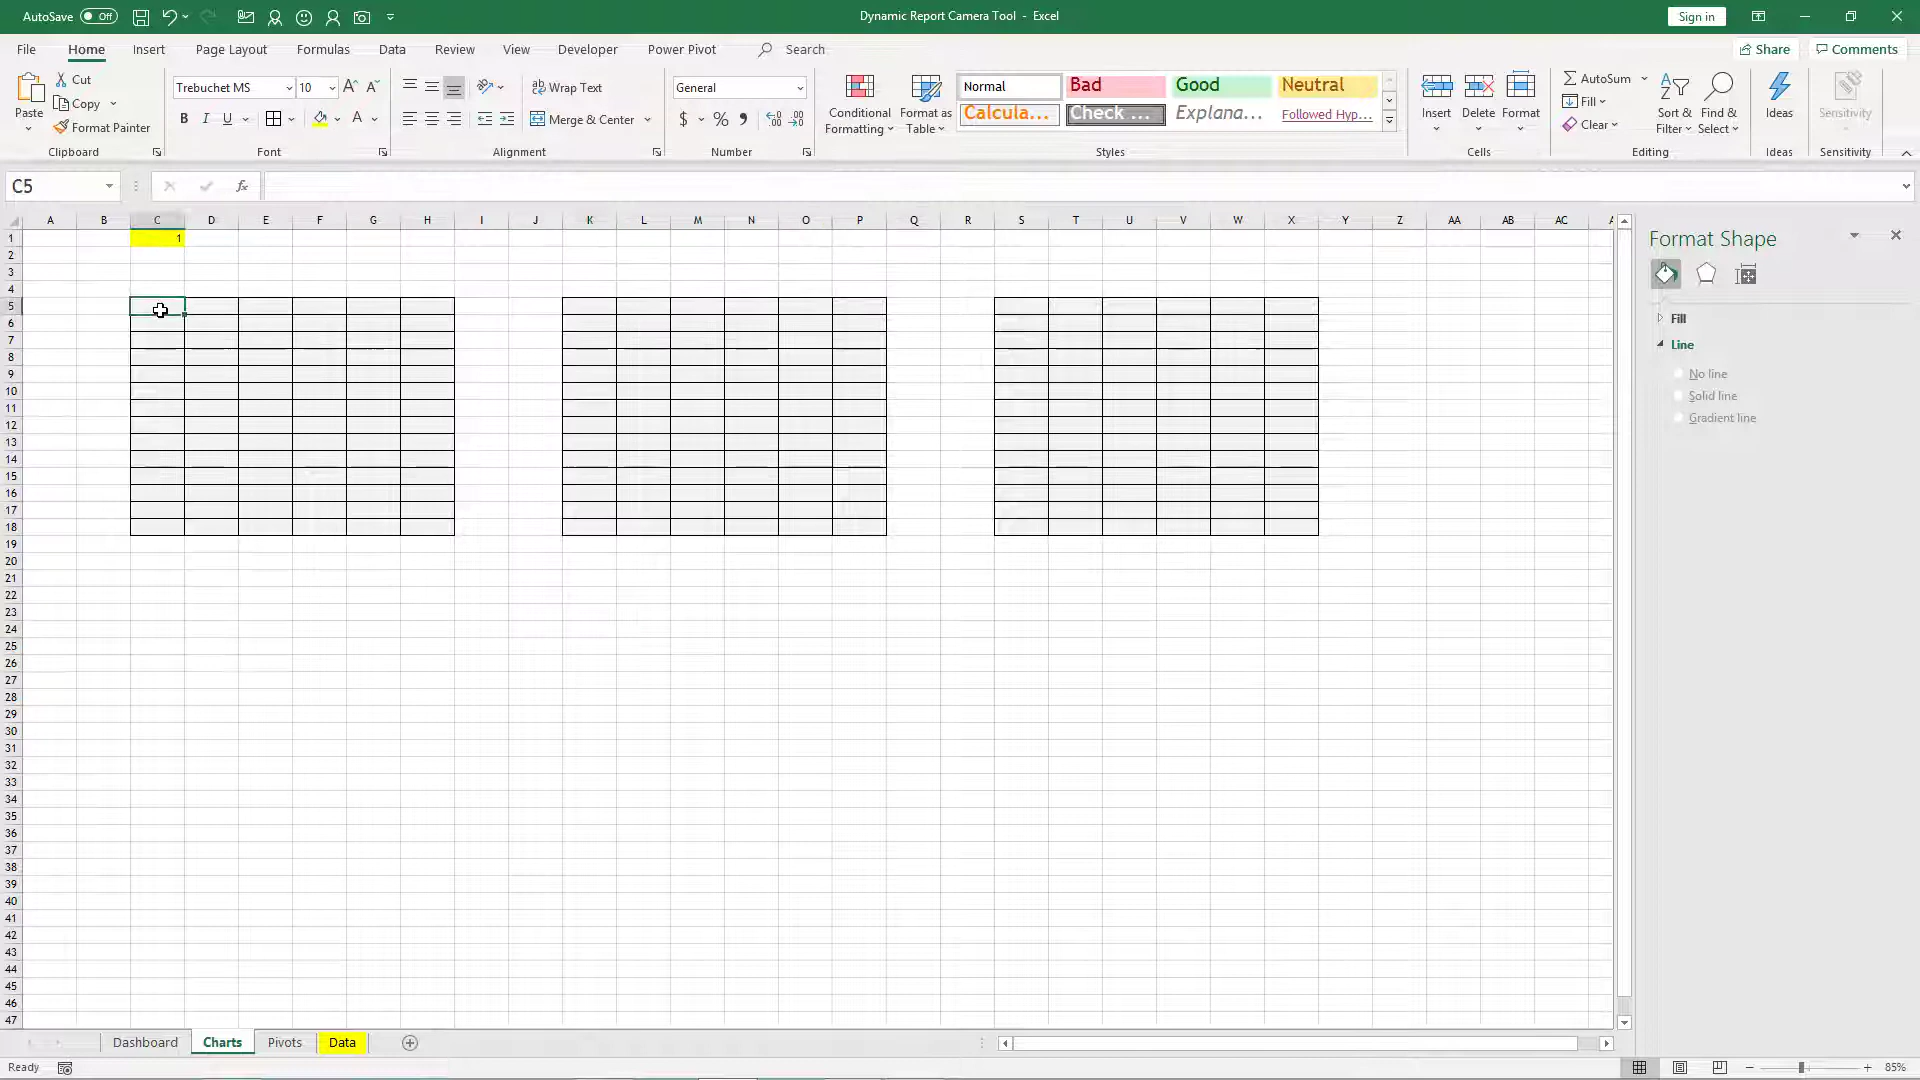 AutoSave Off
Dynamic Report Camera Tool - Excel
Sign in
File Home Insert Page Layout Formulas Data Review View Developer Power Pivot Search
Share Comments
Paste
Cut
Copy
Format Painter
Clipboard
Trebuchet MS 10
B I U
Font
Wrap Text
Merge & Center
Alignment
General
$ % ,
Number
Conditional Formatting
Format as Table
Normal Bad Good Neutral
Calcula... Check ... Explana... Followed Hyp...
Styles
Insert Delete Format
Cells
AutoSum
Fill
Clear
Sort & Filter
Find & Select
Editing
Ideas
Ideas
Sensitivity
Sensitivity
C5 fx
A B C D E F G H I J K L M N O P Q R S T U V W X Y Z AA AB AC
1 1
2
3
4
5
6
7
8
9
10
11
12
13
14
15
16
17
18
19
20
21
22
23
24
25
26
27
28
29
30
31
32
33
34
35
36
37
38
39
40
41
42
43
44
45
46
47
Format Shape
Fill
Line
No line
Solid line
Gradient line
Dashboard Charts Pivots Data
Ready
85%